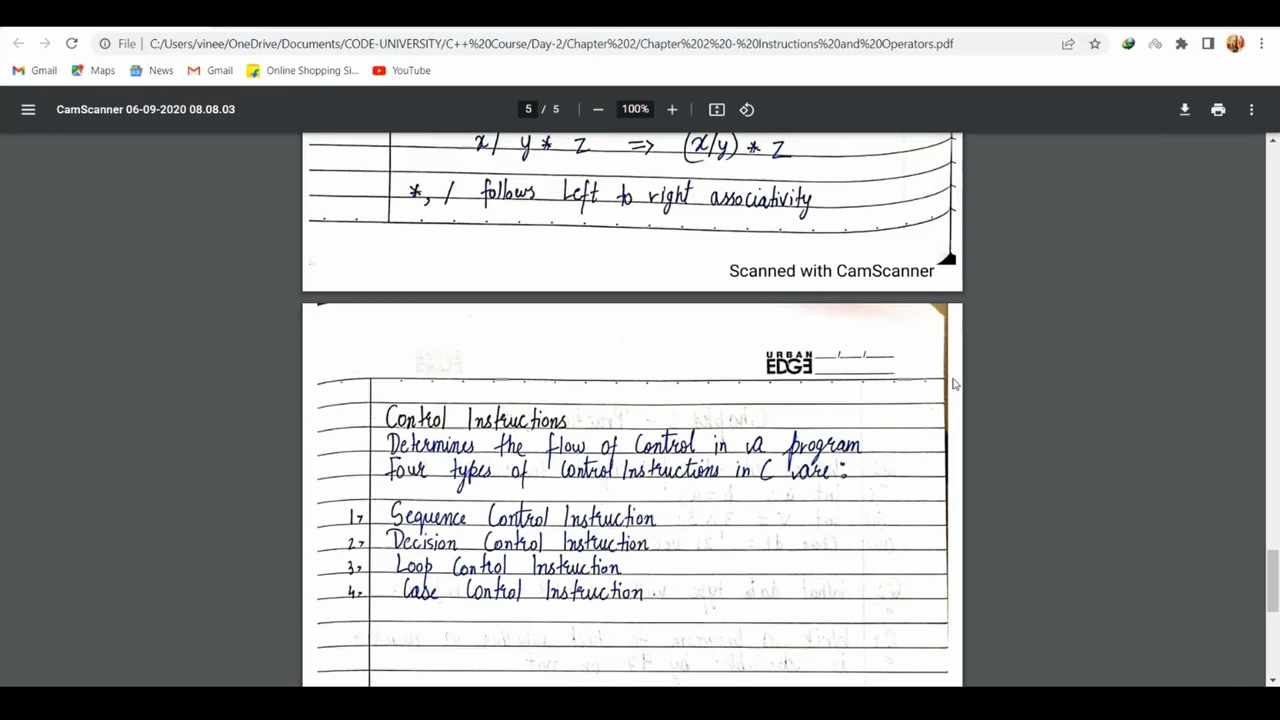 File C:/Users/vinee/OneDrive/Documents/CODE-UNIVERSITY/C++%20Course/Day-2/Chapter%202/Chapter%202%20-%20Instructions%20and%20Operators.pdf
Gmail Maps News Gmail Online Shopping Si... YouTube
CamScanner 06-09-2020 08.08.03 5 / 5 100%
x/ y * z => (x/y) * z
*, / follows left to right associativity
Scanned with CamScanner
URBAN
EDGE
Control Instructions
Determines the flow of Control in a program
Four types of Control Instructions in C are:
1. Sequence Control Instruction
2. Decision Control Instruction
3. Loop Control Instruction
4. Case Control Instruction.